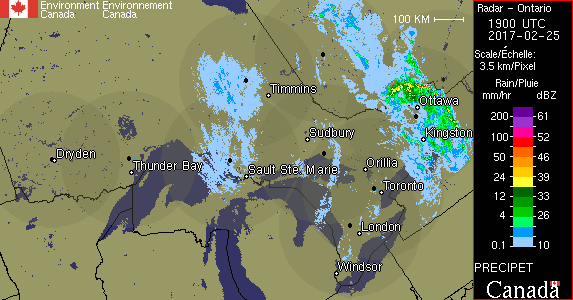 Environment Environnement
Canada Canada
100 KM
Timmins
Ottawa
Sudbury
Kingston
Dryden
Thunder Bay
Sault Ste. Marie
Orillia
Toronto
London
Windsor
Radar - Ontario
1900 UTC
2017-02-25
Scale/Échelle:
3.5 km/Pixel
Rain/Pluie
mm/hr dBZ
200 61
100 52
50 46
24 39
12 33
4 26
0.1 10
PRECIPET
Canada